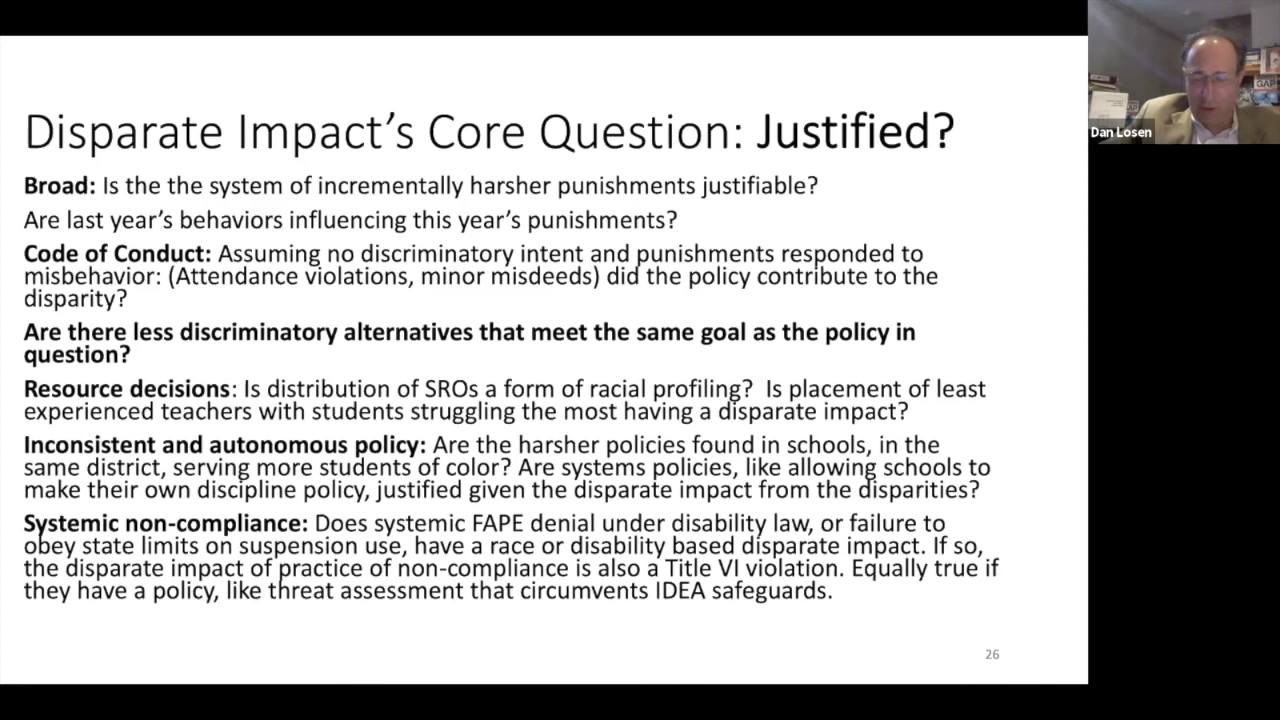 Disparate Impact’s Core Question: Justified?
Broad: Is the the system of incrementally harsher punishments justifiable?
Are last year’s behaviors influencing this year’s punishments?
Code of Conduct: Assuming no discriminatory intent and punishments responded to
misbehavior: (Attendance violations, minor misdeeds) did the policy contribute to the
disparity?
Are there less discriminatory alternatives that meet the same goal as the policy in
question?
Resource decisions: Is distribution of SROs a form of racial profiling?  Is placement of least
experienced teachers with students struggling the most having a disparate impact?
Inconsistent and autonomous policy: Are the harsher policies found in schools, in the
same district, serving more students of color? Are systems policies, like allowing schools to
make their own discipline policy, justified given the disparate impact from the disparities?
Systemic non-compliance: Does systemic FAPE denial under disability law, or failure to
obey state limits on suspension use, have a race or disability based disparate impact. If so,
the disparate impact of practice of non-compliance is also a Title VI violation. Equally true if
they have a policy, like threat assessment that circumvents IDEA safeguards.
26
Dan Losen